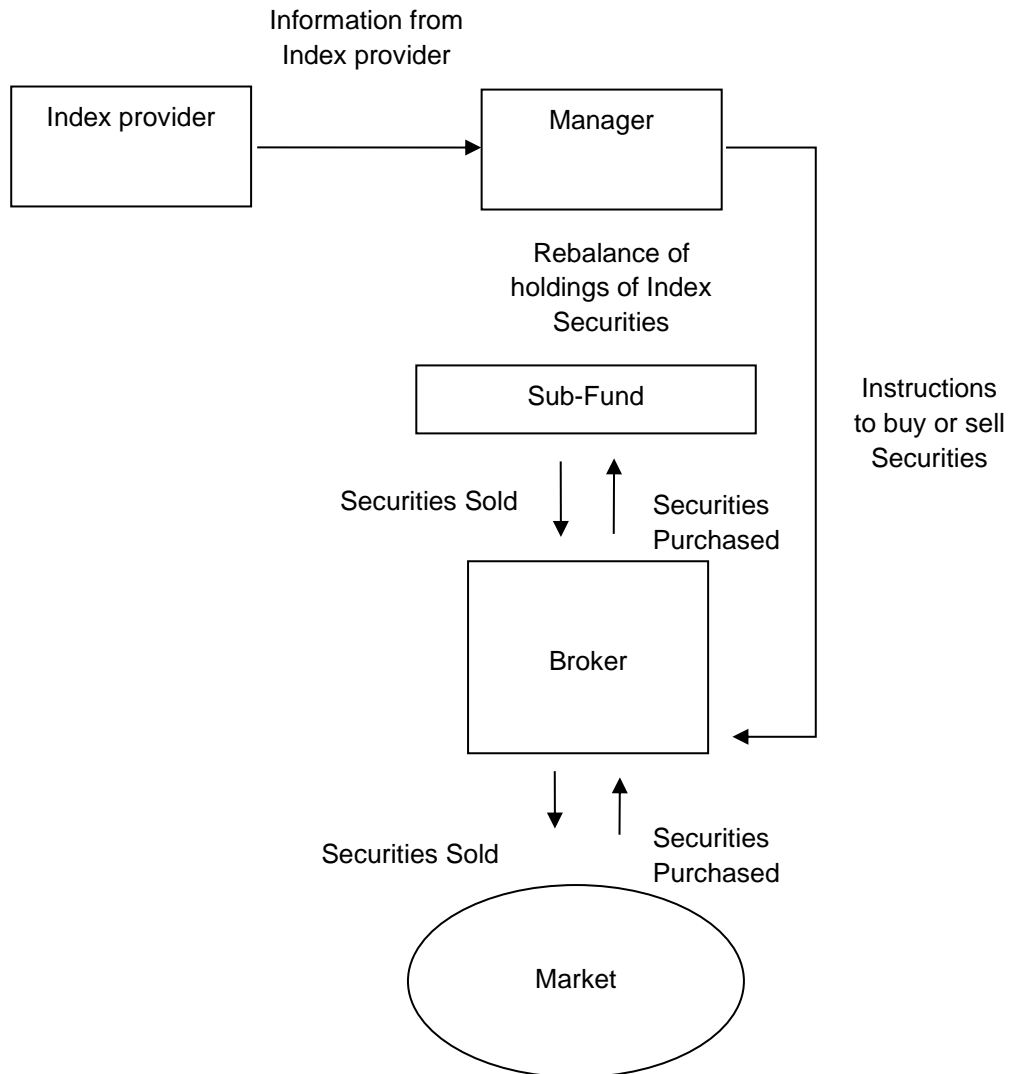 Information from
Index provider
Index provider
Manager
Rebalance of
holdings of Index
Securities
Sub-Fund
Instructions
to buy or sell
Securities
Securities Sold
Securities
Purchased
Broker
Securities Sold
Securities
Purchased
Market